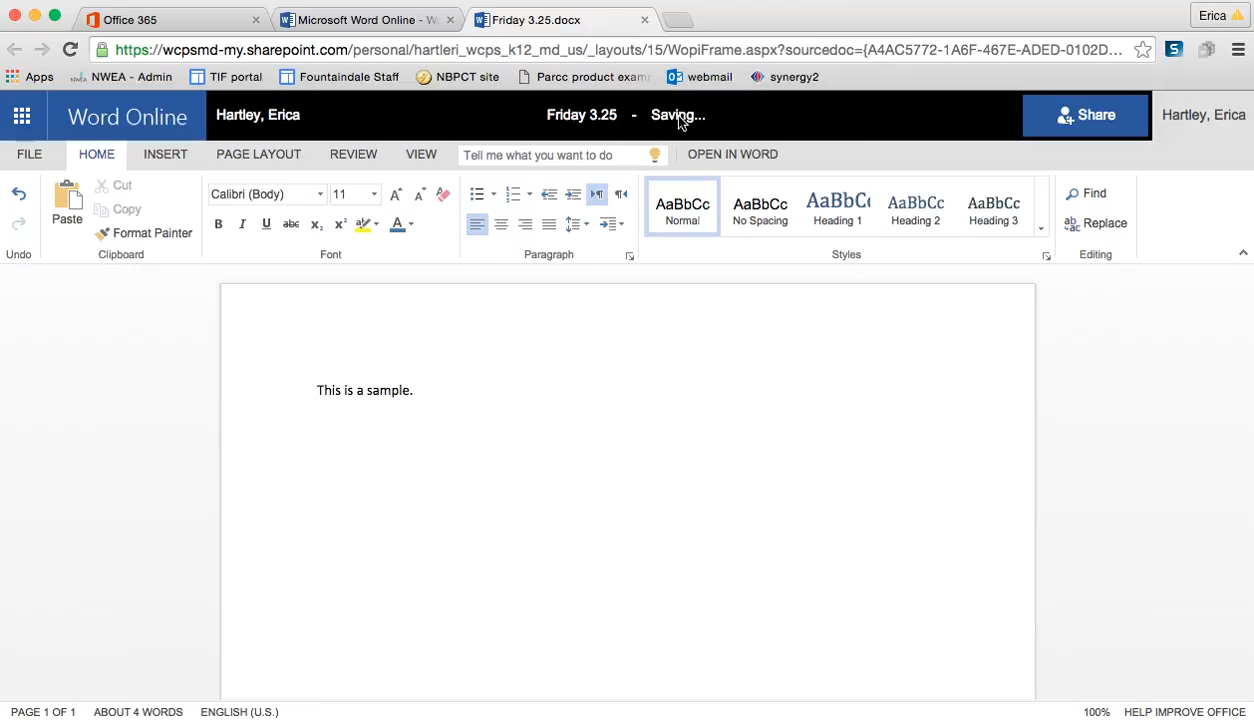 Office 365
Microsoft Word Online - W
Friday 3.25.docx
Erica
https://wcpsmd-my.sharepoint.com/personal/hartleri_wcps_k12_md_us/_layouts/15/WopiFrame.aspx?sourcedoc={A4AC5772-1A6F-467E-ADED-0102D...
Apps
NWEA - Admin
TIF portal
Fountaindale Staff
NBPCT site
Parcc product exam
webmail
synergy2
Word Online
Hartley, Erica
Friday 3.25 - Saving...
Share
Hartley, Erica
FILE
HOME
INSERT
PAGE LAYOUT
REVIEW
VIEW
Tell me what you want to do
OPEN IN WORD
Paste
Cut
Copy
Format Painter
Calibri (Body)
11
AaBbCc
Normal
AaBbCc
No Spacing
AaBbCc
Heading 1
AaBbCc
Heading 2
AaBbCc
Heading 3
Find
Replace
Undo
Clipboard
Font
Paragraph
Styles
Editing
This is a sample.
PAGE 1 OF 1
ABOUT 4 WORDS
ENGLISH (U.S.)
100%
HELP IMPROVE OFFICE